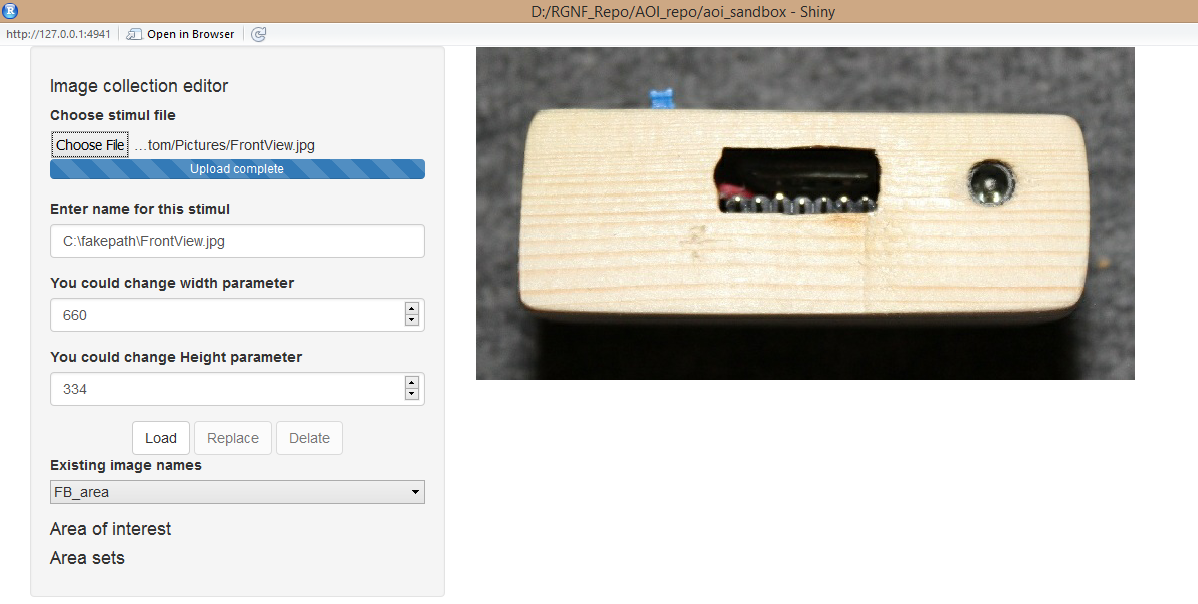 D:/RGNF_Repo/AOI_repo/aoi_sandbox - Shiny
http://127.0.0.1:4941 Open in Browser
Image collection editor
Choose stimul file
Choose File ...tom/Pictures/FrontView.jpg
Upload complete
Enter name for this stimul
C:\fakepath\FrontView.jpg
You could change width parameter
660
You could change Height parameter
334
Load Replace Delate
Existing image names
FB_area
Area of interest
Area sets